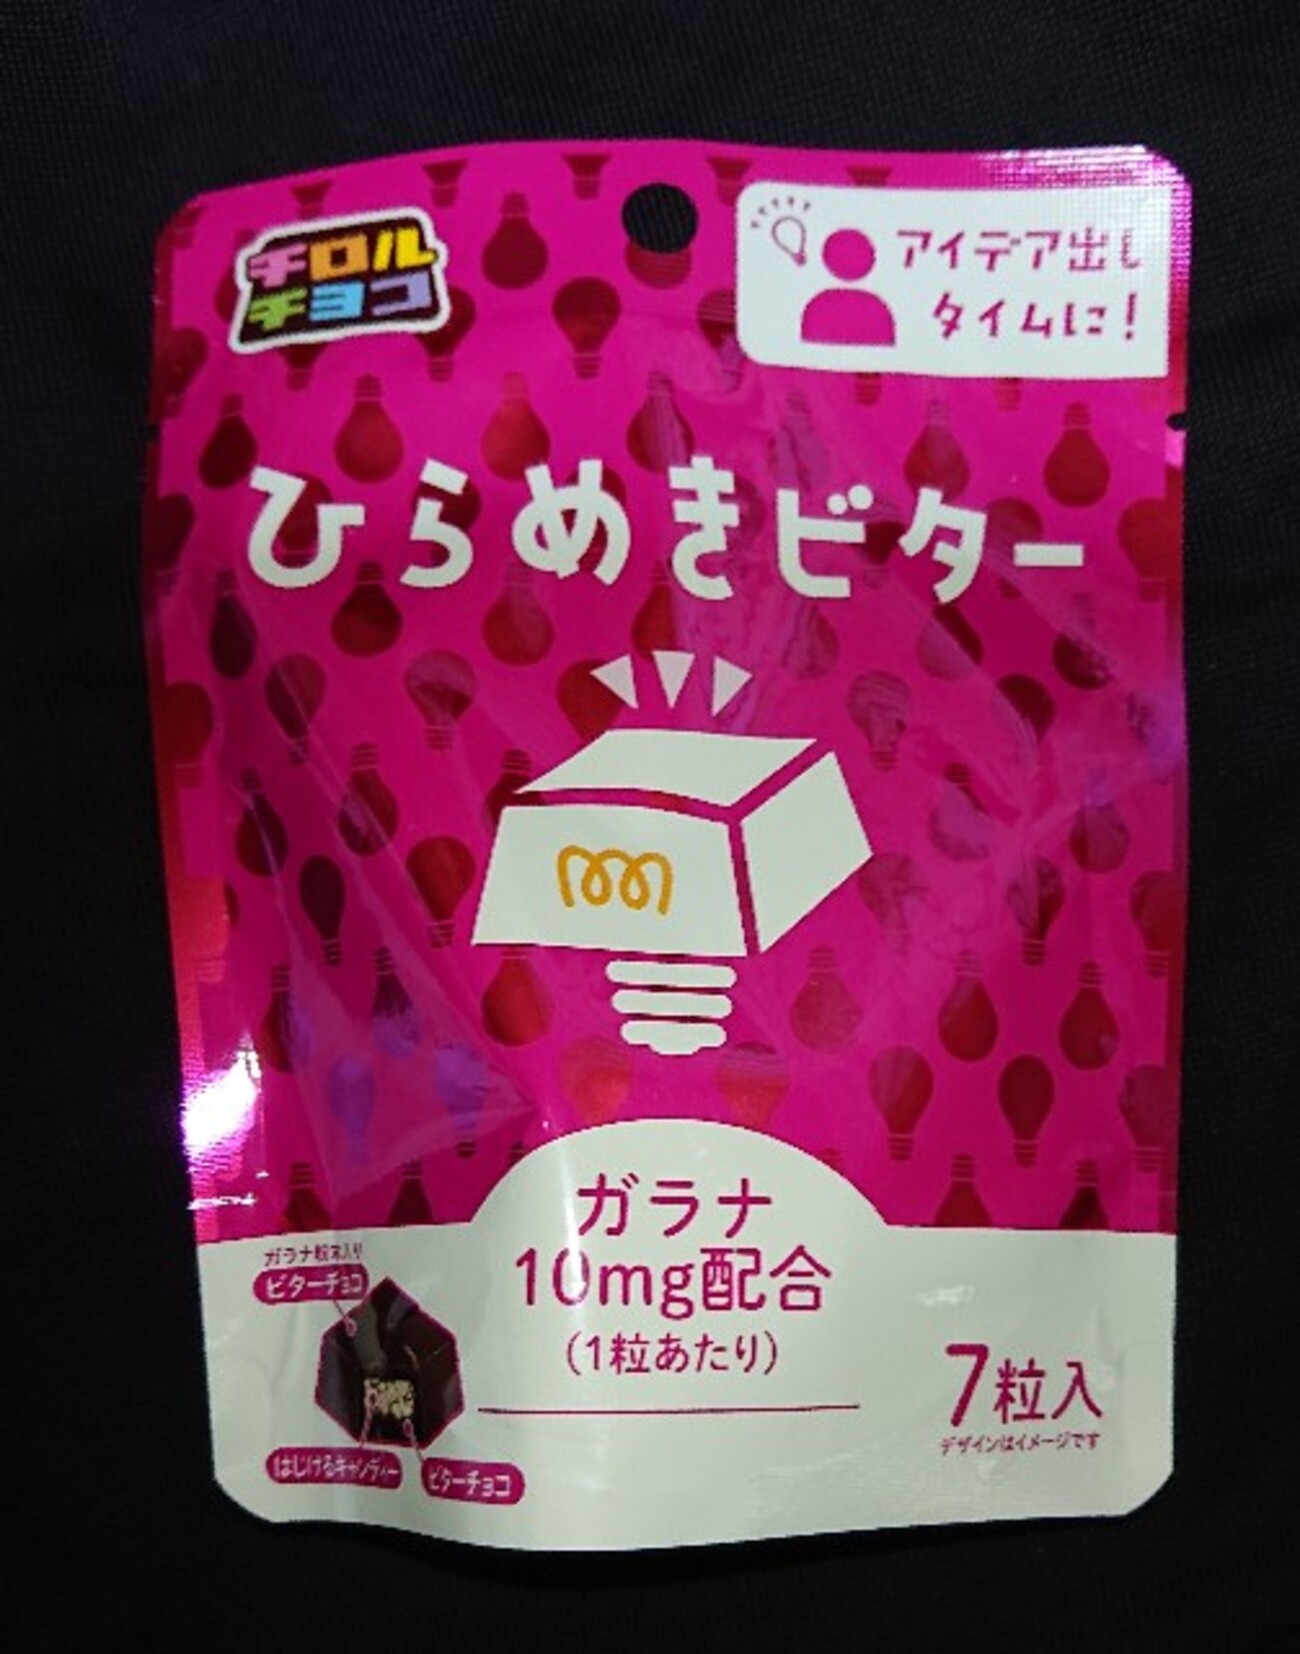 チロル
チョコ
アイデア出し
タイムに!
ひらめきビター
ガラナ
10mg配合
(1粒あたり)
ガラナ粉末入り
ビターチョコ
はじけるキャンディー
ビターチョコ
7粒入
デザインはイメージです